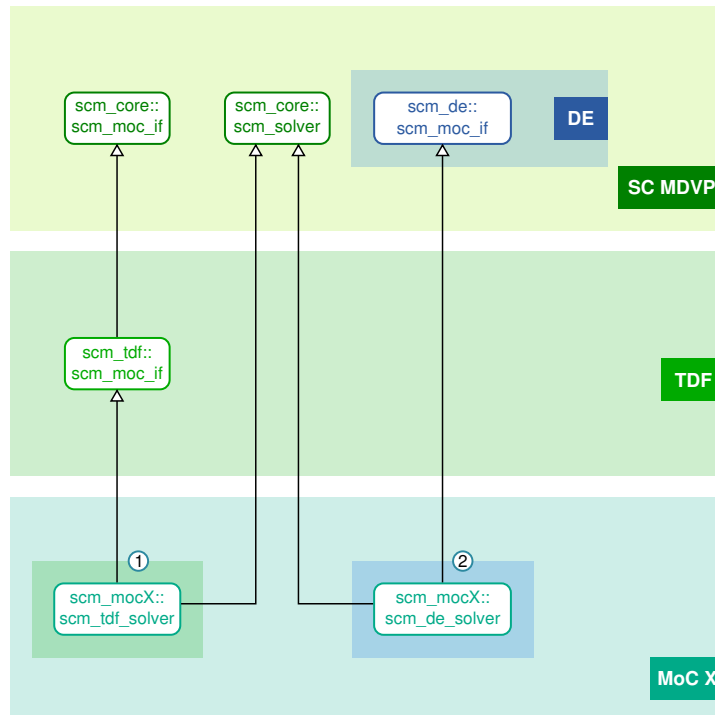 scm_core::
scm_moc_if
scm_core::
scm_solver
scm_de::
scm_moc_if
DE
SC MDVP
scm_tdf::
scm_moc_if
TDF
1
2
scm_mocX::
scm_tdf_solver
scm_mocX::
scm_de_solver
MoC X